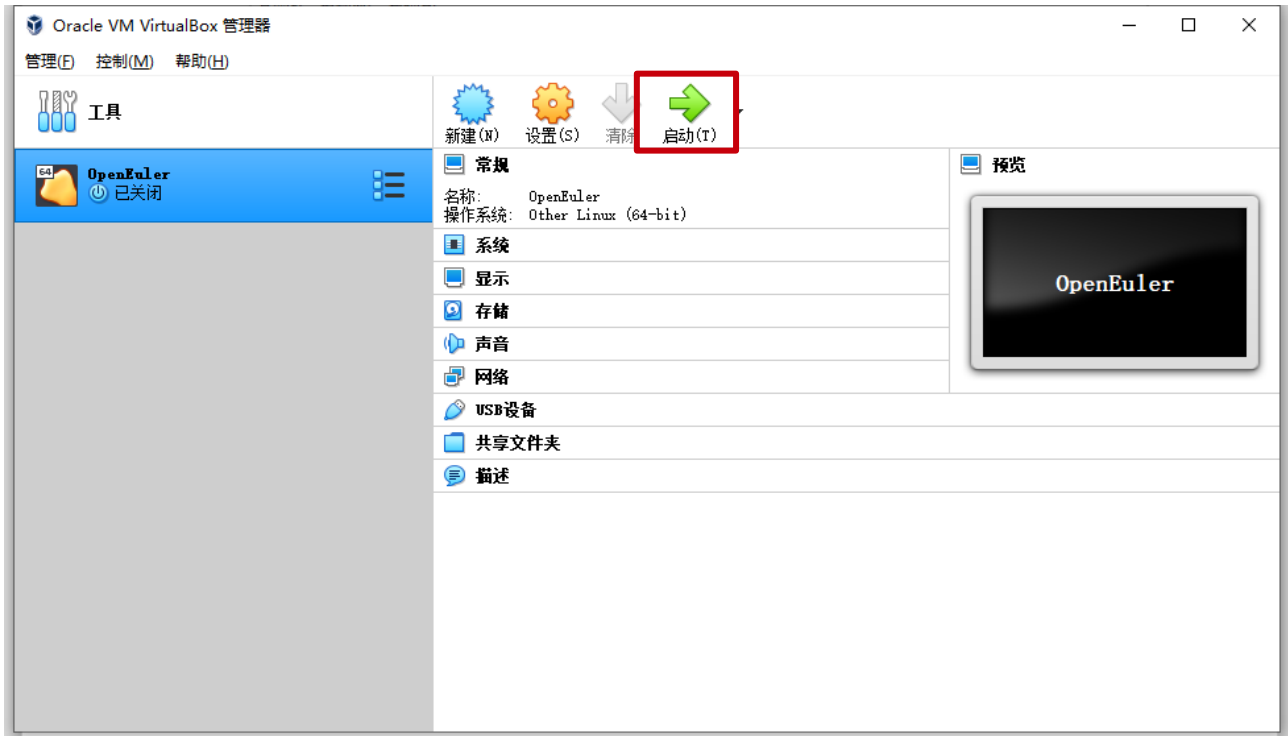 Oracle VM VirtualBox 管理器
管理(F) 控制(M) 帮助(H)
工具
新建(N) 设置(S) 清除 启动(T)
64
OpenEuler
已关闭
常规
名称: OpenEuler
操作系统: Other Linux (64-bit)
系统
显示
存储
声音
网络
USB设备
共享文件夹
描述
预览
OpenEuler